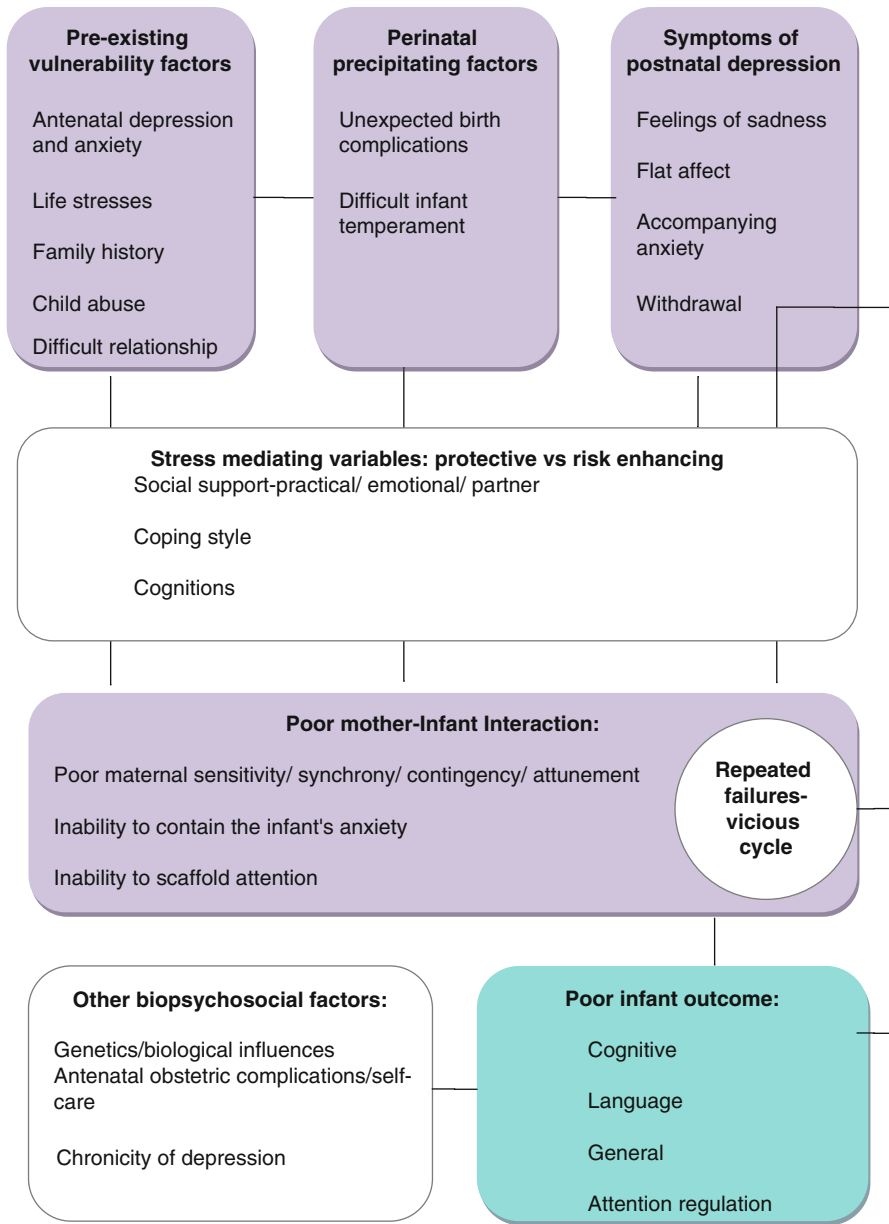 Pre-existing
vulnerability factors
Antenatal depression
and anxiety
Life stresses
Family history
Child abuse
Difficult relationship
Perinatal
precipitating factors
Unexpected birth
complications
Difficult infant
temperament
Symptoms of
postnatal depression
Feelings of sadness
Flat affect
Accompanying
anxiety
Withdrawal
Stress mediating variables: protective vs risk enhancing
Social support-practical/ emotional/ partner
Coping style
Cognitions
Poor mother-Infant Interaction:
Poor maternal sensitivity/ synchrony/ contingency/ attunement
Inability to contain the infant's anxiety
Inability to scaffold attention
Repeated
failures-
vicious
cycle
Other biopsychosocial factors:
Genetics/biological influences
Antenatal obstetric complications/self-
care
Chronicity of depression
Poor infant outcome:
Cognitive
Language
General
Attention regulation